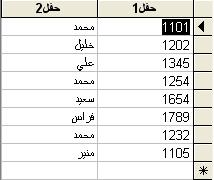 حقل1 حقل2
1101 محمد
1202 خليل
1345 علي
1254 محمد
1654 سعيد
1789 فراس
1232 محمد
1105 منير